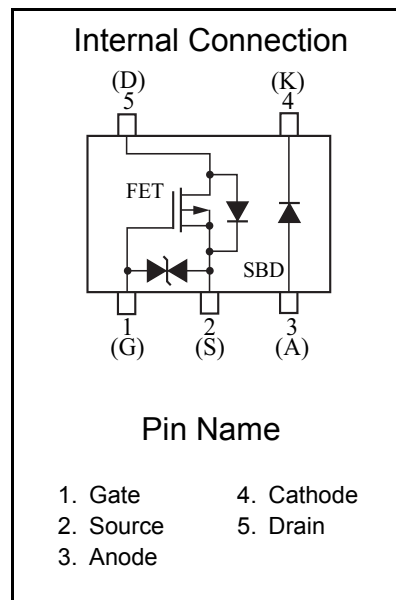 Internal Connection
(D) (K)
5 4
FET
SBD
1 2 3
(G) (S) (A)
Pin Name
1. Gate 4. Cathode
2. Source 5. Drain
3. Anode